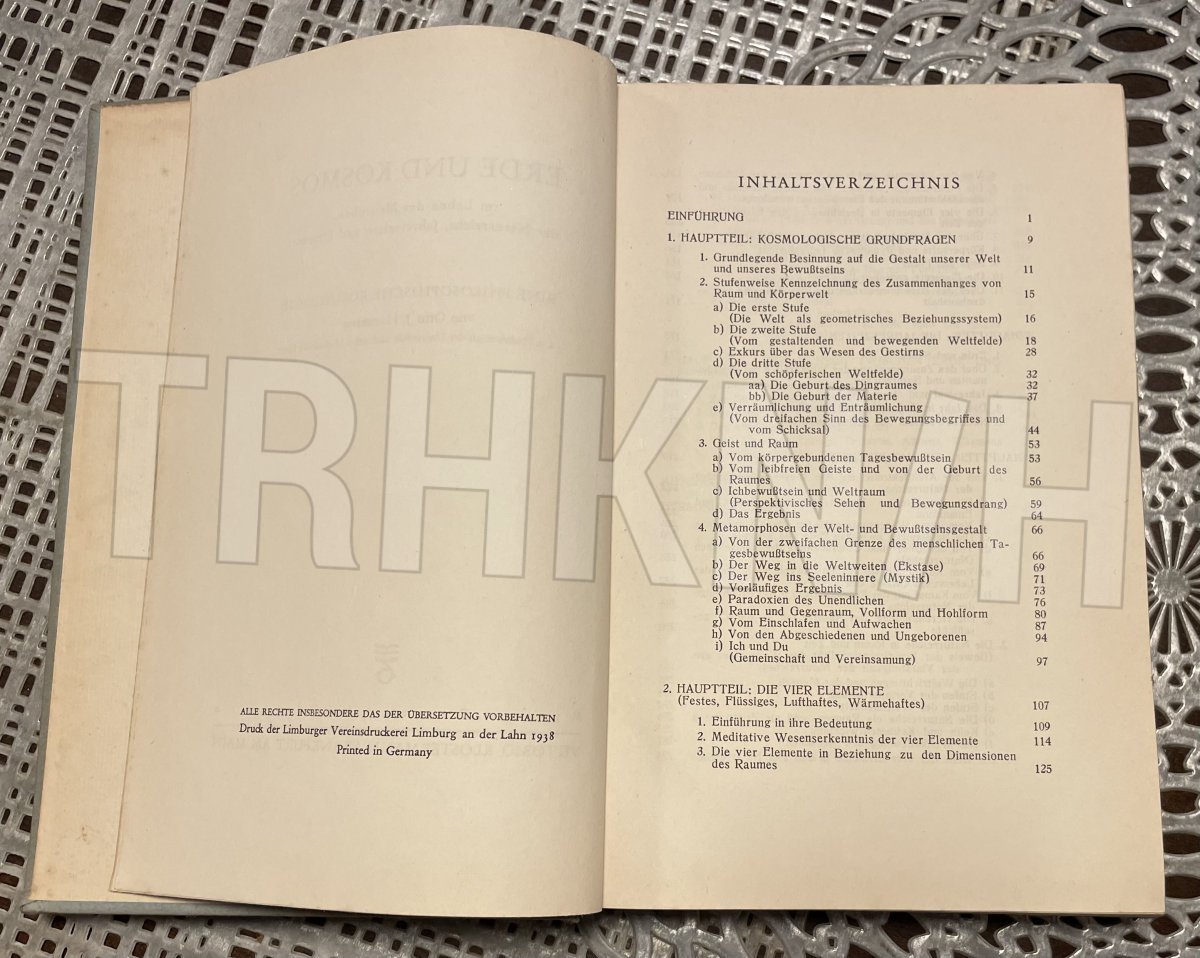 ALLE RECHTE INSBESONDERE DAS DER ÜBERSETZUNG VORBEHALTEN
Druck der Limburger Vereinsdruckerei Limburg an der Lahn 1938
Printed in Germany
INHALTSVERZEICHNIS
EINFÜHRUNG 1
1. HAUPTTEIL: KOSMOLOGISCHE GRUNDFRAGEN 9
1. Grundlegende Besinnung auf die Gestalt unserer Welt
und unseres Bewußtseins 11
2. Stufenweise Kennzeichnung des Zusammenhanges von
Raum und Körperwelt 15
a) Die erste Stufe
(Die Welt als geometrisches Beziehungssystem) 16
b) Die zweite Stufe
(Vom gestaltenden und bewegenden Weltfelde) 18
c) Exkurs über das Wesen des Gestirns 28
d) Die dritte Stufe
(Vom schöpferischen Weltfelde) 32
aa) Die Geburt des Dingraumes 32
bb) Die Geburt der Materie 37
e) Verräumlichung und Enträumlichung
(Vom dreifachen Sinn des Bewegungsbegriffes und
vom Schicksal) 44
3. Geist und Raum 53
a) Vom körpergebundenen Tagesbewußtsein 53
b) Vom leibfreien Geiste und von der Geburt des
Raumes 56
c) Ichbewußtsein und Weltraum
(Perspektivisches Sehen und Bewegungsdrang) 59
d) Das Ergebnis 64
4. Metamorphosen der Welt- und Bewußtseinsgestalt 66
a) Von der zweifachen Grenze des menschlichen Ta-
gesbewußtseins 66
b) Der Weg in die Weltweiten (Ekstase) 69
c) Der Weg ins Seeleninnere (Mystik) 71
d) Vorläufiges Ergebnis 73
e) Paradoxien des Unendlichen 76
f) Raum und Gegenraum, Vollform und Hohlform 80
g) Vom Einschlafen und Aufwachen 87
h) Von den Abgeschiedenen und Ungeborenen 94
i) Ich und Du
(Gemeinschaft und Vereinsamung) 97
2. HAUPTTEIL: DIE VIER ELEMENTE
(Festes, Flüssiges, Lufthaftes, Wärmehaftes) 107
1. Einführung in ihre Bedeutung 109
2. Meditative Wesenserkenntnis der vier Elemente 114
3. Die vier Elemente in Beziehung zu den Dimensionen
des Raumes 125
TRHKNVH